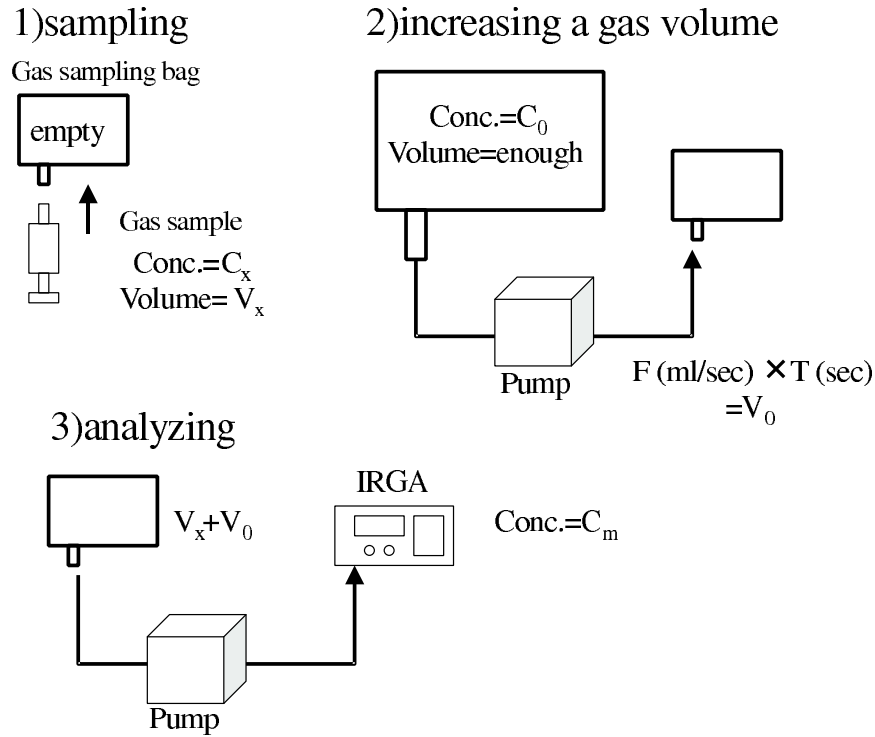 1)sampling
Gas sampling bag
empty
Gas sample
Conc.=Cx
Volume= Vx
2)increasing a gas volume
Conc.=C0
Volume=enough
Pump
F (ml/sec) ×T (sec)
=V0
3)analyzing
Vx+V0
IRGA
Conc.=Cm
Pump